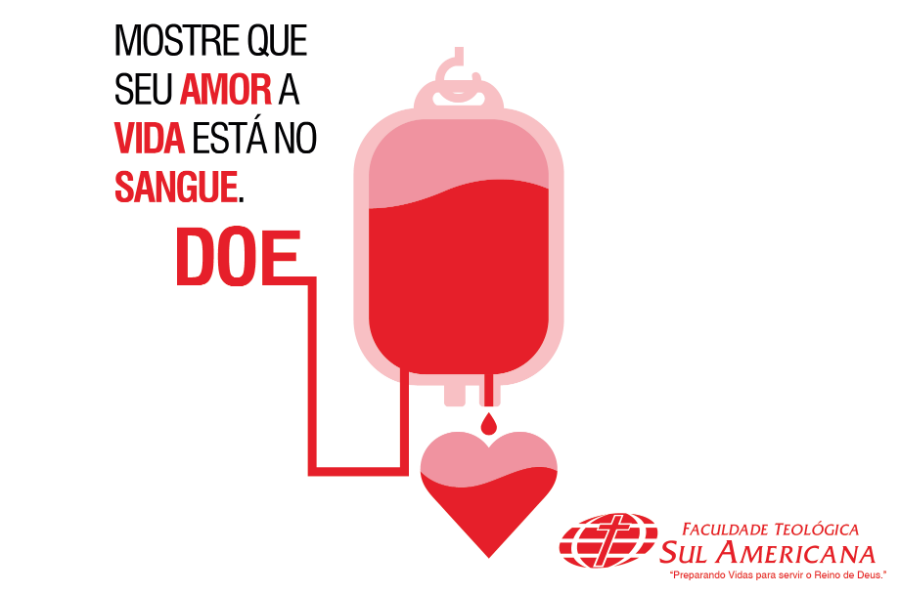 MOSTRE QUE
SEU AMOR A
VIDA ESTÁ NO
SANGUE.
DOE
FACULDADE TEOLÓGICA
SUL AMERICANA
"Preparando Vidas para servir o Reino de Deus."